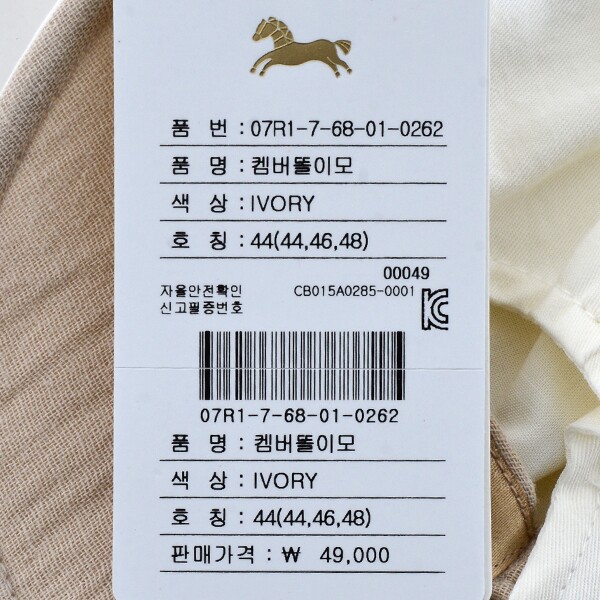 품 번 : 07R1-7-68-01-0262
품 명 : 켐버똘이모
색 상 : IVORY
호 칭 : 44(44,46,48)
00049
자율안전확인 CB015A0285-0001
신고필증번호
07R1-7-68-01-0262
품 명 : 켐버똘이모
색 상 : IVORY
호 칭 : 44(44,46,48)
판매가격 : ₩ 49,000